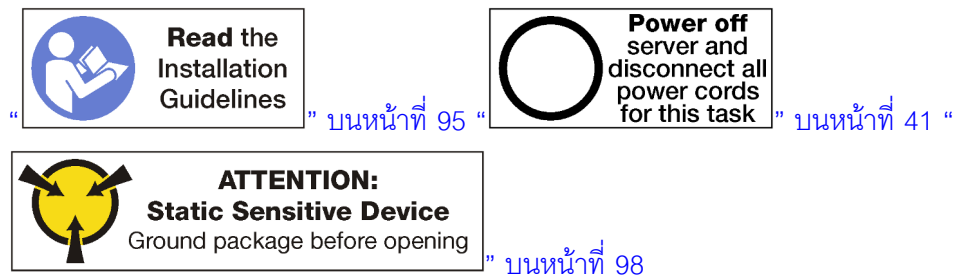 “ Read the
Installation
Guidelines ” บนหน้าที่ 95 “ Power off
server and
disconnect all
power cords
for this task ” บนหน้าที่ 41 “
ATTENTION:
Static Sensitive Device
Ground package before opening ” บนหน้าที่ 98